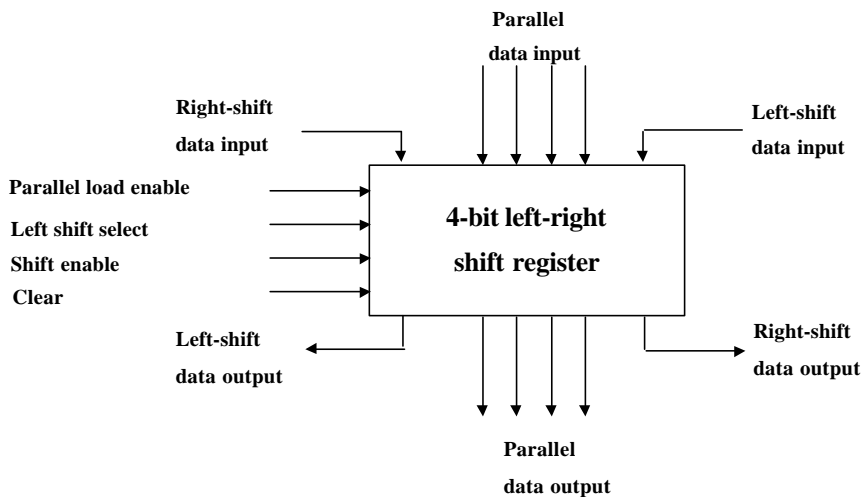 Parallel
data input
Right-shift
data input
Left-shift
data input
Parallel load enable
Left shift select
Shift enable
Clear
4-bit left-right
shift register
Left-shift
data output
Right-shift
data output
Parallel
data output